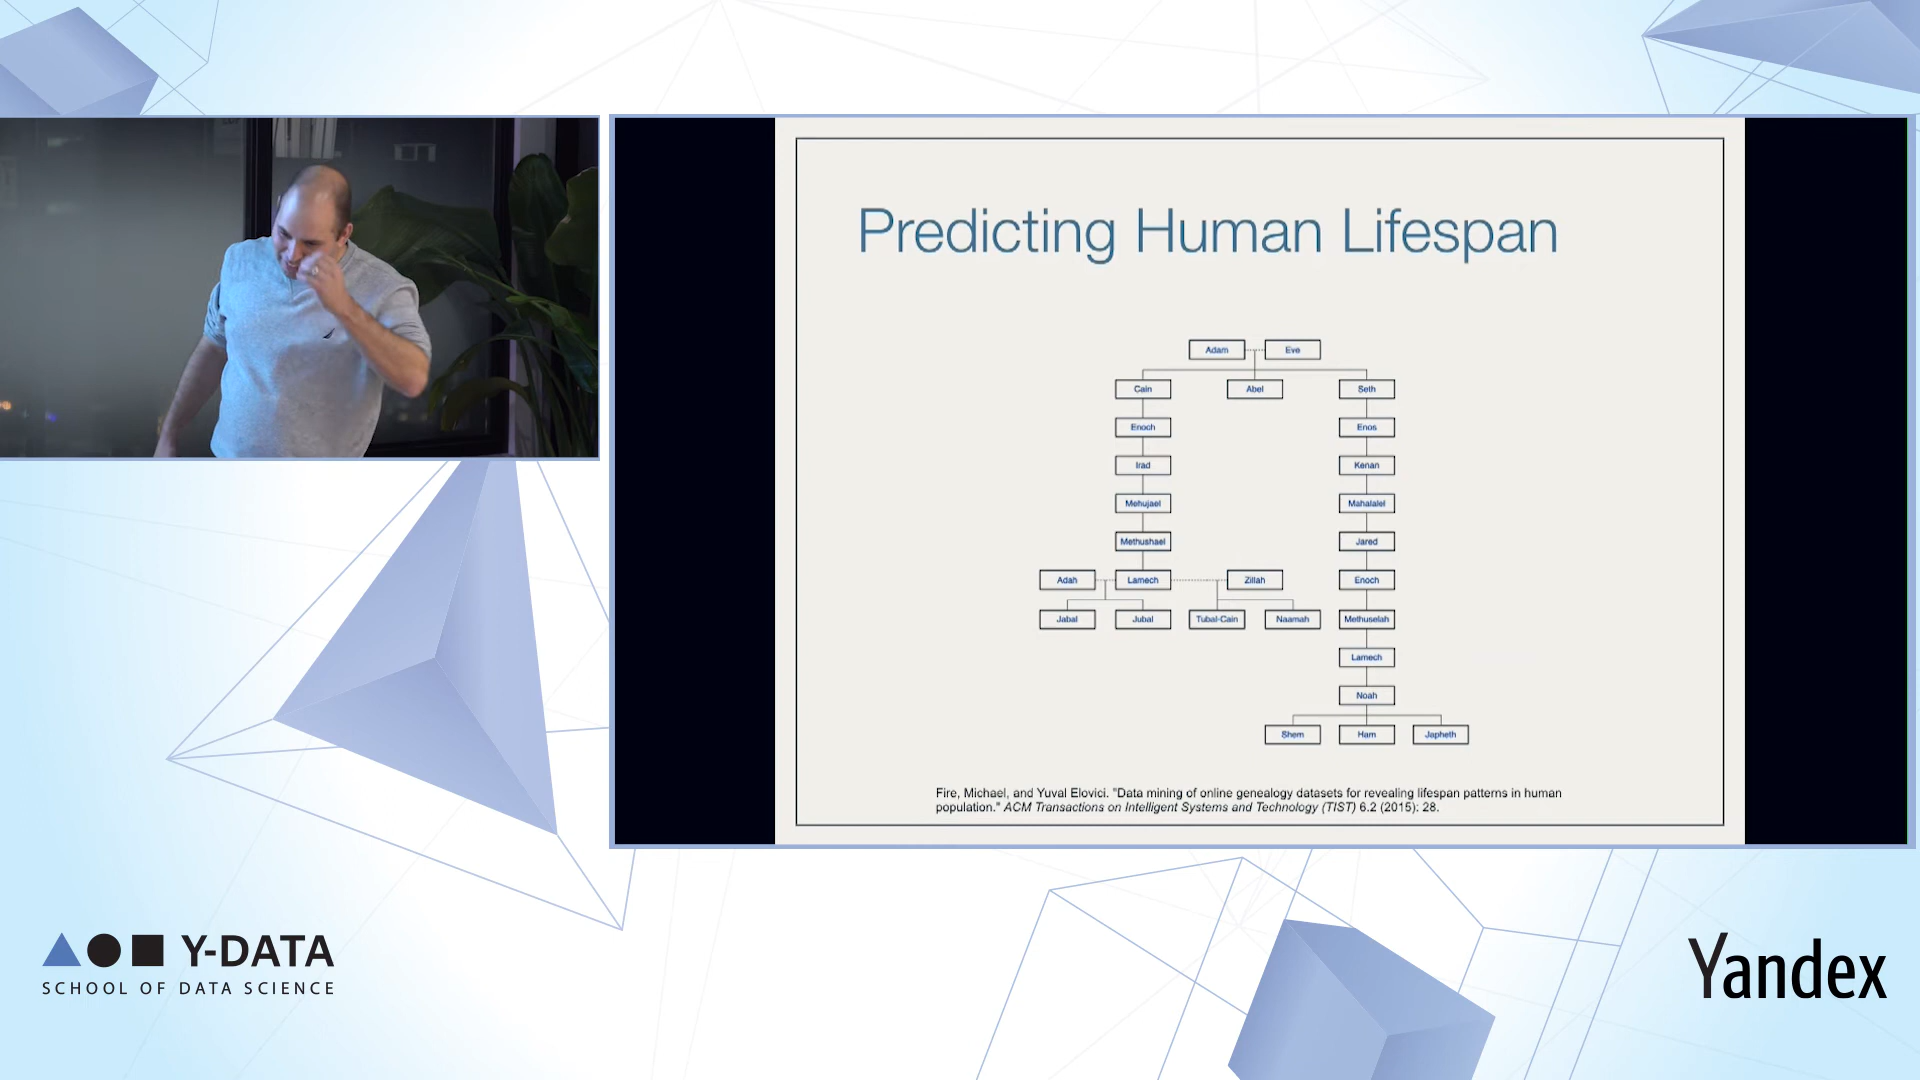 Predicting Human Lifespan
Adam Eve
Cain Abel Seth
Enoch Enos
Irad Kenan
Mehujael Mahalalel
Methushael Jared
Adah Lamech Zillah Enoch
Jabal Jubal Tubal-Cain Naamah Methuselah
Lamech
Noah
Shem Ham Japheth
Fire, Michael, and Yuval Elovici. "Data mining of online genealogy datasets for revealing lifespan patterns in human
population." ACM Transactions on Intelligent Systems and Technology (TIST) 6.2 (2015): 28.
Y-DATA
SCHOOL OF DATA SCIENCE
Yandex